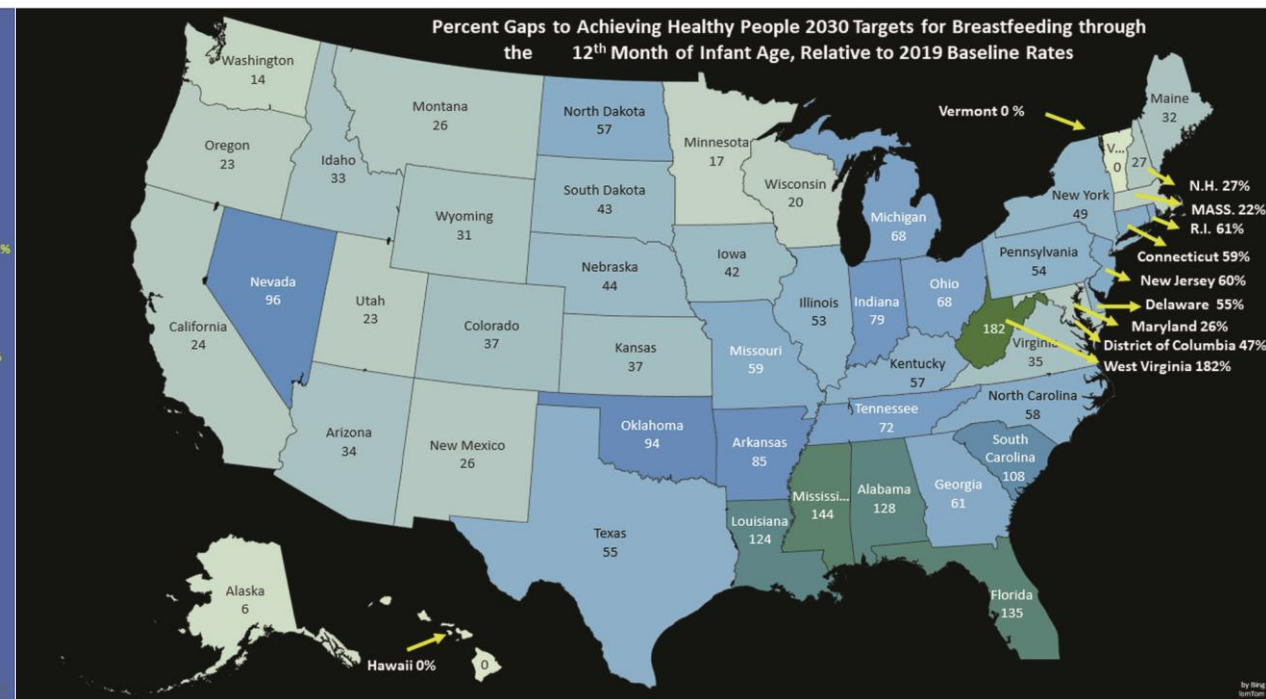 Percent Gaps to Achieving Healthy People 2030 Targets for Breastfeeding through
the 12th Month of Infant Age, Relative to 2019 Baseline Rates
Washington
14
Montana
26
North Dakota
57
Minnesota
17
Vermont 0 %
Maine
32
Oregon
23
Idaho
33
V...
0
27
Wisconsin
20
N.H. 27%
South Dakota
43
New York
49
MASS. 22%
Wyoming
31
Michigan
68
R.I. 61%
%
Iowa
42
Pennsylvania
54
Connecticut 59%
Nebraska
44
New Jersey 60%
Nevada
96
Utah
23
Illinois
53
Indiana
79
Ohio
68
Delaware 55%
California
24
Colorado
37
182
Maryland 26%
Kansas
37
Missouri
59
Virginia
35
District of Columbia 47%
Kentucky
57
West Virginia 182%
North Carolina
58
Tennessee
72
Arizona
34
New Mexico
26
Oklahoma
94
Arkansas
85
South
Carolina
108
Georgia
61
Mississi...
144
Alabama
128
Texas
55
Louisiana
124
Florida
135
Alaska
6
Hawaii 0%
0
by Bing
TomTom